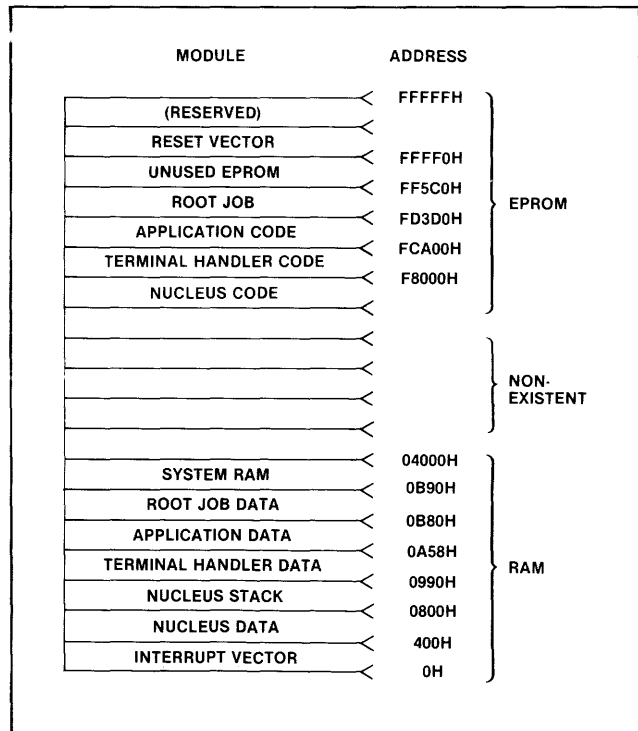 MODULE ADDRESS
FFFFFH
(RESERVED)
RESET VECTOR
FFFF0H
UNUSED EPROM
FF5C0H
ROOT JOB
EPROM
FD3D0H
APPLICATION CODE
FCA00H
TERMINAL HANDLER CODE
F8000H
NUCLEUS CODE
NON-
EXISTENT
04000H
SYSTEM RAM
0B90H
ROOT JOB DATA
0B80H
APPLICATION DATA
0A58H
TERMINAL HANDLER DATA
RAM
0990H
NUCLEUS STACK
0800H
NUCLEUS DATA
400H
INTERRUPT VECTOR
0H